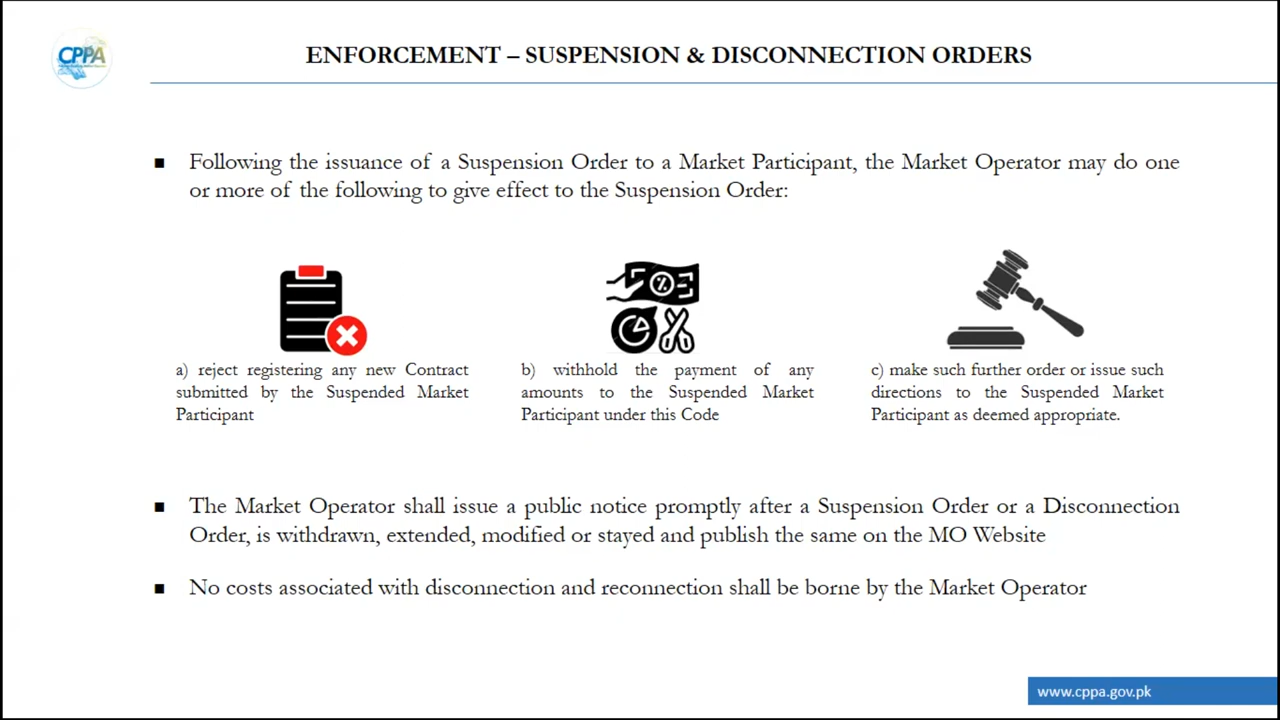 CPPA
ENFORCEMENT – SUSPENSION & DISCONNECTION ORDERS
■ Following the issuance of a Suspension Order to a Market Participant, the Market Operator may do one
or more of the following to give effect to the Suspension Order:
a) reject registering any new Contract
submitted by the Suspended Market
Participant
b) withhold the payment of any
amounts to the Suspended Market
Participant under this Code
c) make such further order or issue such
directions to the Suspended Market
Participant as deemed appropriate.
■ The Market Operator shall issue a public notice promptly after a Suspension Order or a Disconnection
Order, is withdrawn, extended, modified or stayed and publish the same on the MO Website
■ No costs associated with disconnection and reconnection shall be borne by the Market Operator
www.cppa.gov.pk